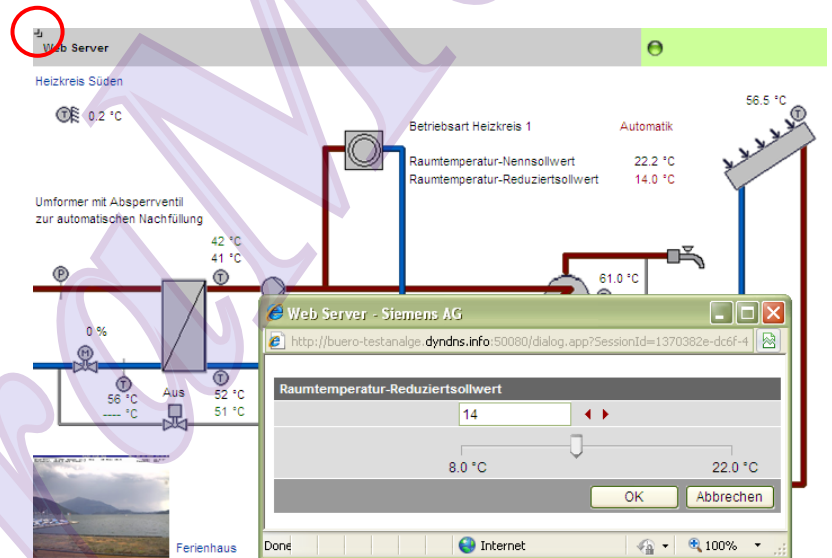 Web Server
Heizkreis Süden
T 0.2 °C
56.5 °C
T
Betriebsart Heizkreis 1 Automatik
Raumtemperatur-Nennsollwert 22.2 °C
Raumtemperatur-Reduziertsollwert 14.0 °C
Umformer mit Absperrventil
zur automatischen Nachfüllung
42 °C
41 °C
P
T
T
61.0 °C
0 %
M
T
56 °C
---- °C
Aus
T
52 °C
51 °C
Ferienhaus
Web Server - Siemens AG
http://buero-testanalge.dyndns.info:50080/dialog.app?SessionId=1370382e-dc6f-4
Raumtemperatur-Reduziertsollwert
14
8.0 °C 22.0 °C
OK Abbrechen
Done Internet 100%